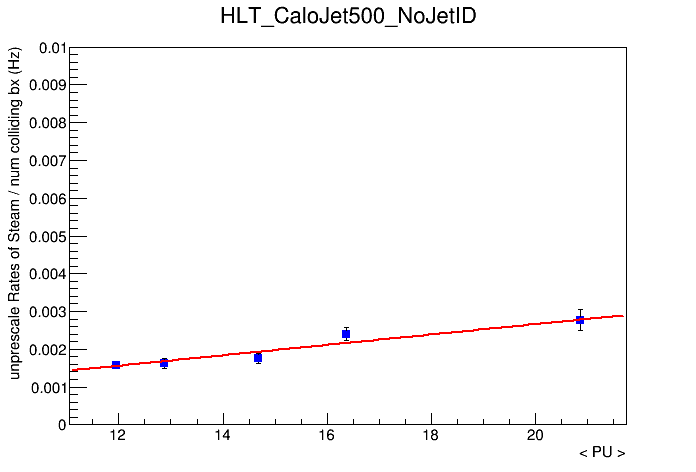 HLT_CaloJet500_NoJetID
unprescale Rates of Steam / num colliding bx (Hz)
0.01
0.009
0.008
0.007
0.006
0.005
0.004
0.003
0.002
0.001
0
12 14 16 18 20
< PU >